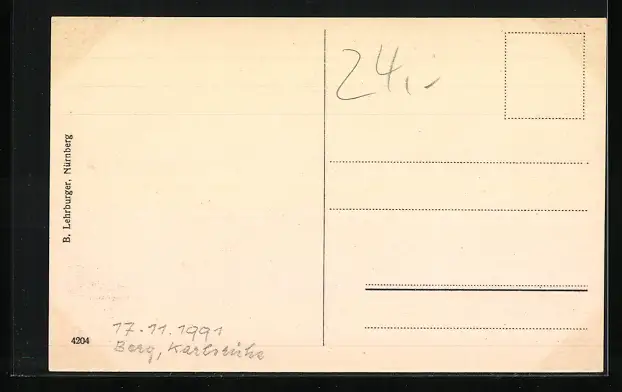 24,-
B. Lehrburger, Nürnberg
4204
17.11.1991
Berg, Karlsruhe